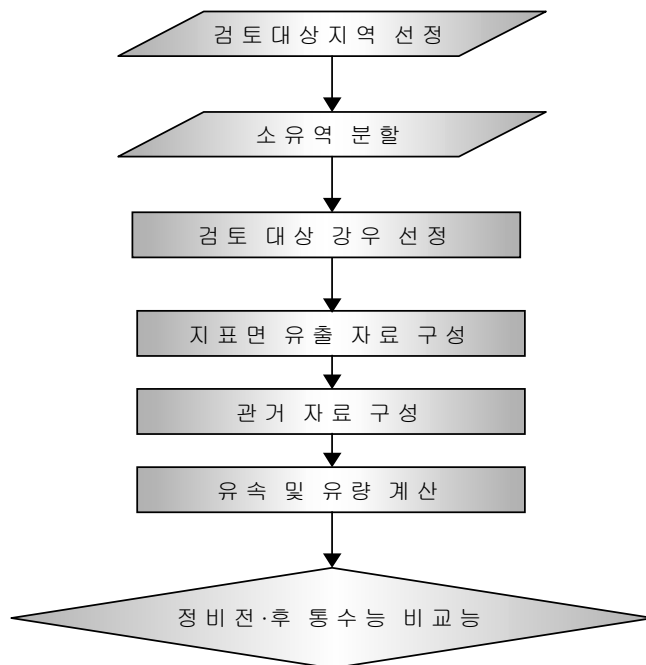 검토대상지역 선정
소유역 분할
검토 대상 강우 선정
지표면 유출 자료 구성
관거 자료 구성
유속 및 유량 계산
정비전·후 통수능 비교능